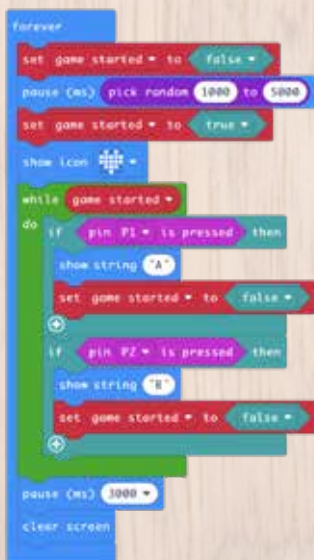 forever
set game started to false
pause (ms) pick random 1000 to 5000
set game started to true
show icon
while game started
do if pin P1 is pressed then
show string "A"
set game started to false
if pin P2 is pressed then
show string "B"
set game started to false
pause (ms) 3000
clear screen